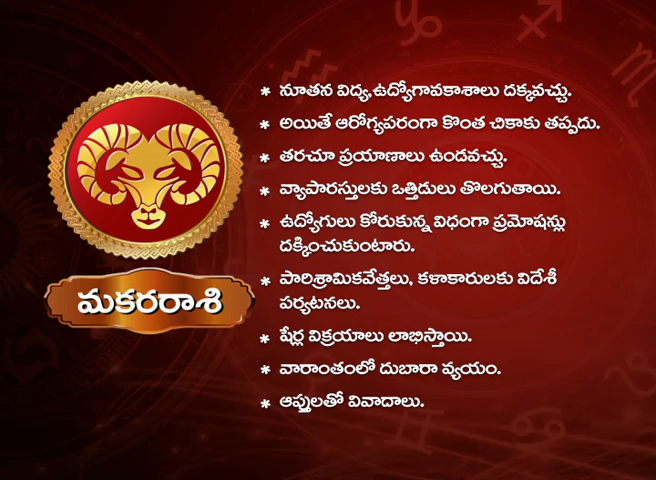 * నూతన విద్య,ఉద్యోగావకాశాలు దక్కవచ్చు.
* అయితే ఆరోగ్యపరంగా కొంత చికాకు తప్పదు.
* తరచూ ప్రయాణాలు ఉండవచ్చు.
* వ్యాపారస్తులకు ఒత్తిడులు తొలగుతాయి.
* ఉద్యోగులు కోరుకున్న విధంగా ప్రమోషన్లు
దక్కించుకుంటారు.
* పారిశ్రామికవేత్తలు, కళాకారులకు విదేశీ
పర్యటనలు.
* షేర్ల విక్రయాలు లాభిస్తాయి.
* వారాంతంలో దుబారా వ్యయం.
* ఆప్తులతో వివాదాలు.
మకరరాశి